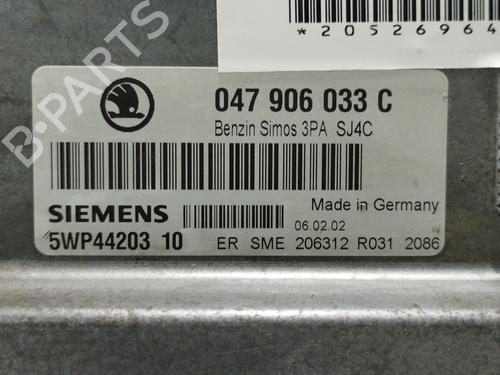 *20526964
047 906 033 C
Benzin Simos 3PA SJ4C
SIEMENS
Made in Germany
06.02.02
5WP44203 10
ER SME 206312 R031 2086
B-PARTS